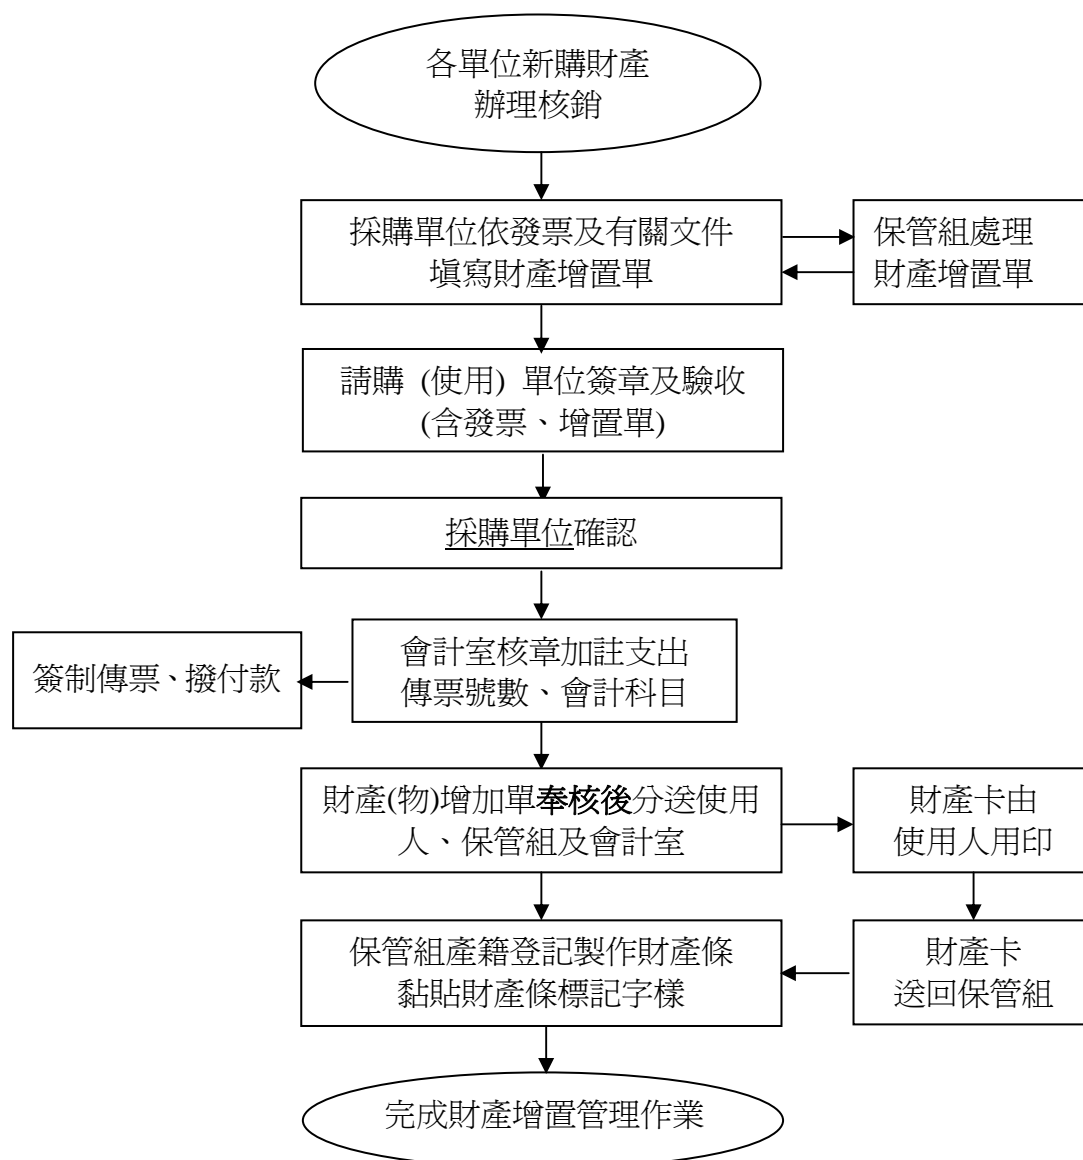 各單位新購財產
辦理核銷
採購單位依發票及有關文件
填寫財產增置單
保管組處理
財產增置單
請購 (使用) 單位簽章及驗收
(含發票、增置單)
採購單位確認
會計室核章加註支出
傳票號數、會計科目
簽制傳票、撥付款
財產(物)增加單奉核後分送使用
人、保管組及會計室
財產卡由
使用人用印
保管組產籍登記製作財產條
黏貼財產條標記字樣
財產卡
送回保管組
完成財產增置管理作業